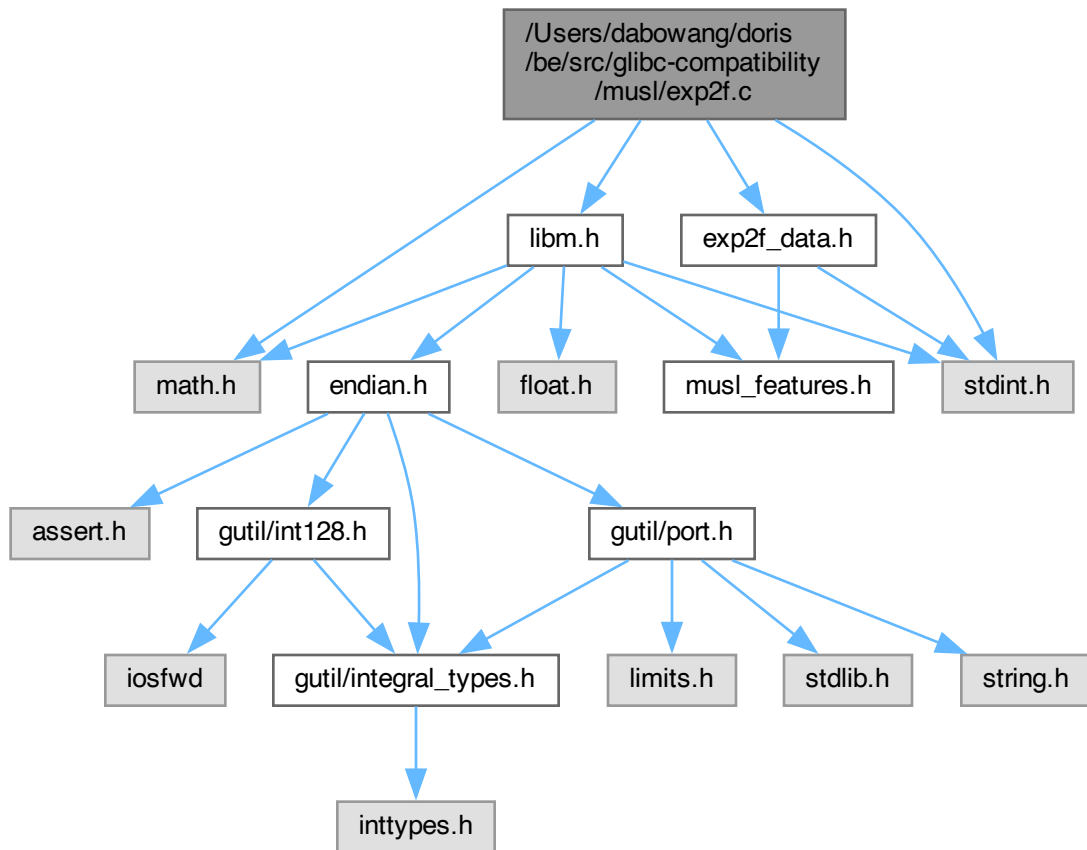 /Users/dabowang/doris
/be/src/glibc-compatibility
/musl/exp2f.c
libm.h
exp2f_data.h
math.h
endian.h
float.h
musl_features.h
stdint.h
assert.h
gutil/int128.h
gutil/port.h
iosfwd
gutil/integral_types.h
limits.h
stdlib.h
string.h
inttypes.h